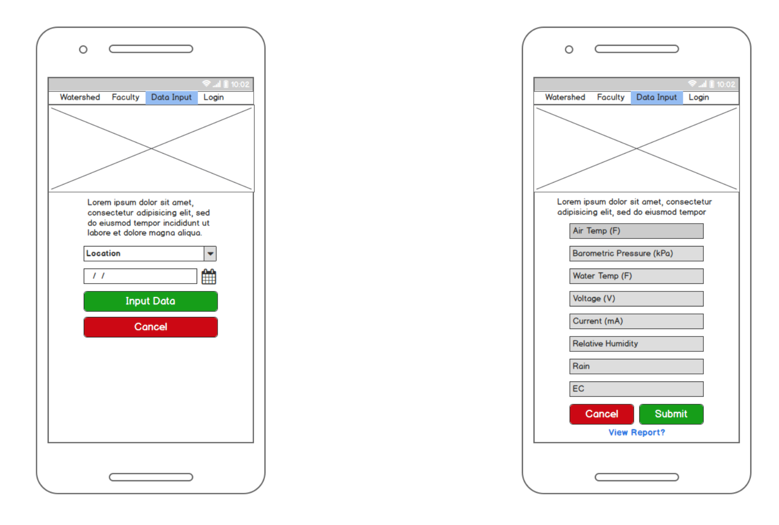 10:02
Watershed Faculty Data Input Login
Lorem ipsum dolor sit amet,
consectetur adipisicing elit, sed
do eiusmod tempor incididunt ut
labore et dolore magna aliqua.
Location
/ /
Input Data
Cancel
10:02
Watershed Faculty Data Input Login
Lorem ipsum dolor sit amet, consectetur
adipisicing elit, sed do eiusmod tempor
Air Temp (F)
Barometric Pressure (kPa)
Water Temp (F)
Voltage (V)
Current (mA)
Relative Humidity
Rain
EC
Cancel Submit
View Report?